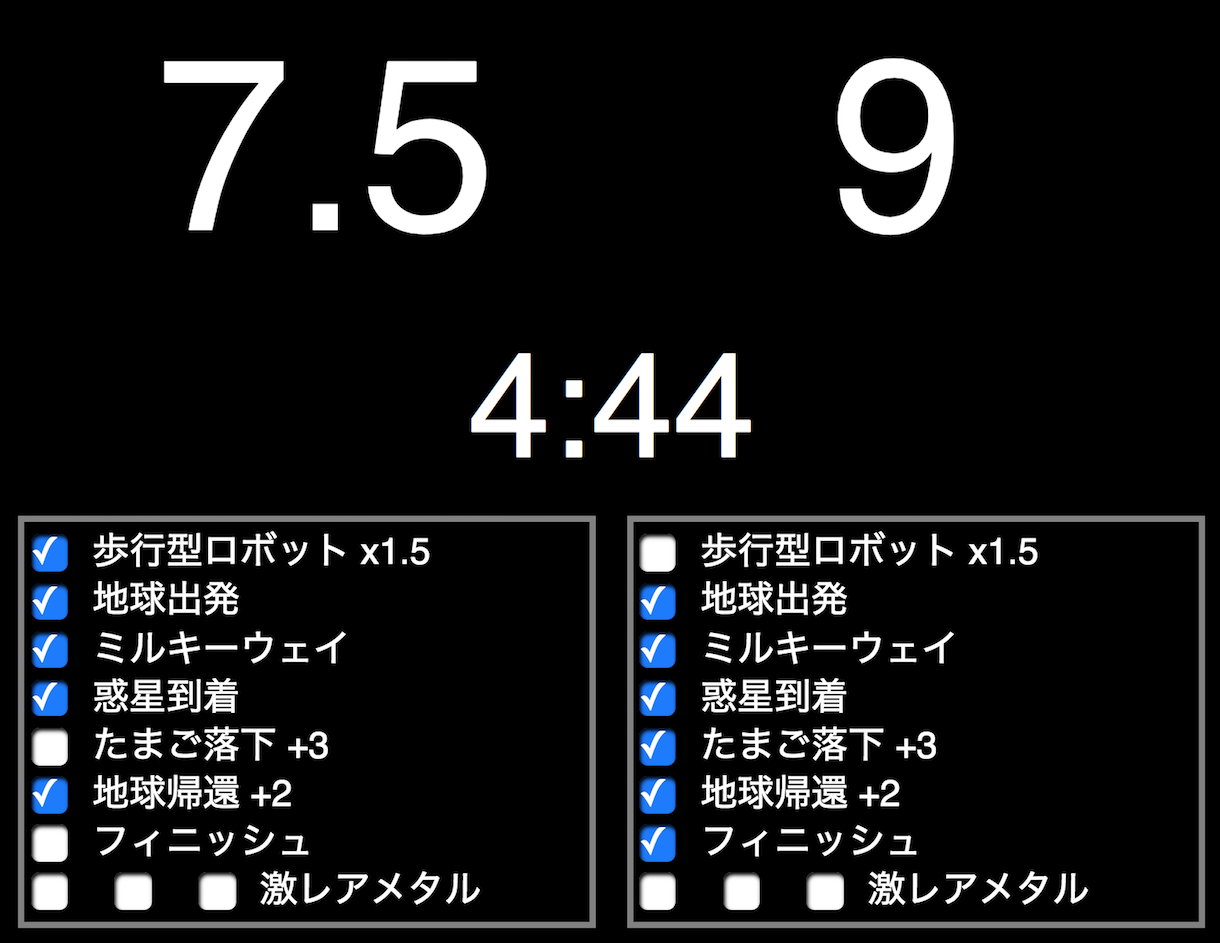 7.5 9
4:44
歩行型ロボット x1.5
地球出発
ミルキーウェイ
惑星到着
たまご落下 +3
地球帰還 +2
フィニッシュ
激レアメタル
歩行型ロボット x1.5
地球出発
ミルキーウェイ
惑星到着
たまご落下 +3
地球帰還 +2
フィニッシュ
激レアメタル